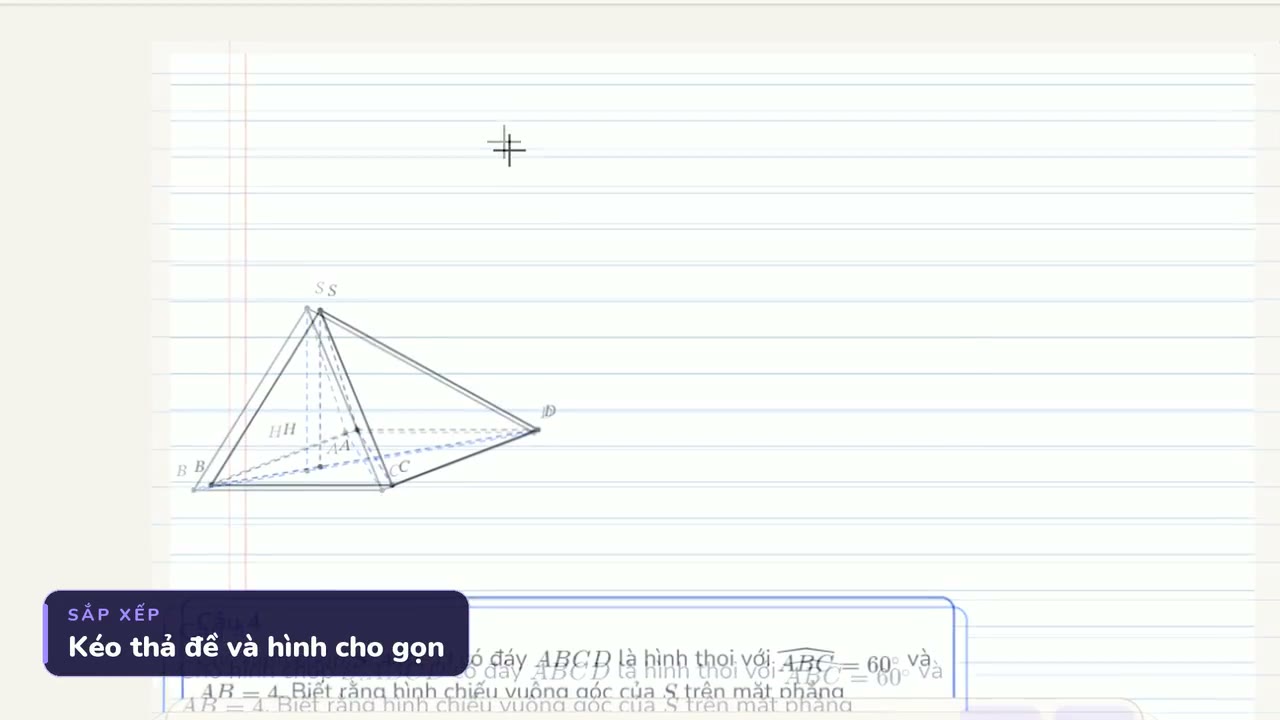 S S
H H
A A
D
B B
C C
SẮP XẾP
Kéo thả đề và hình cho gọn
Câu 4
có đáy ABCD là hình thoi với ABC = 60° và
AB = 4. Biết rằng hình chiếu vuông góc của S trên mặt phẳng